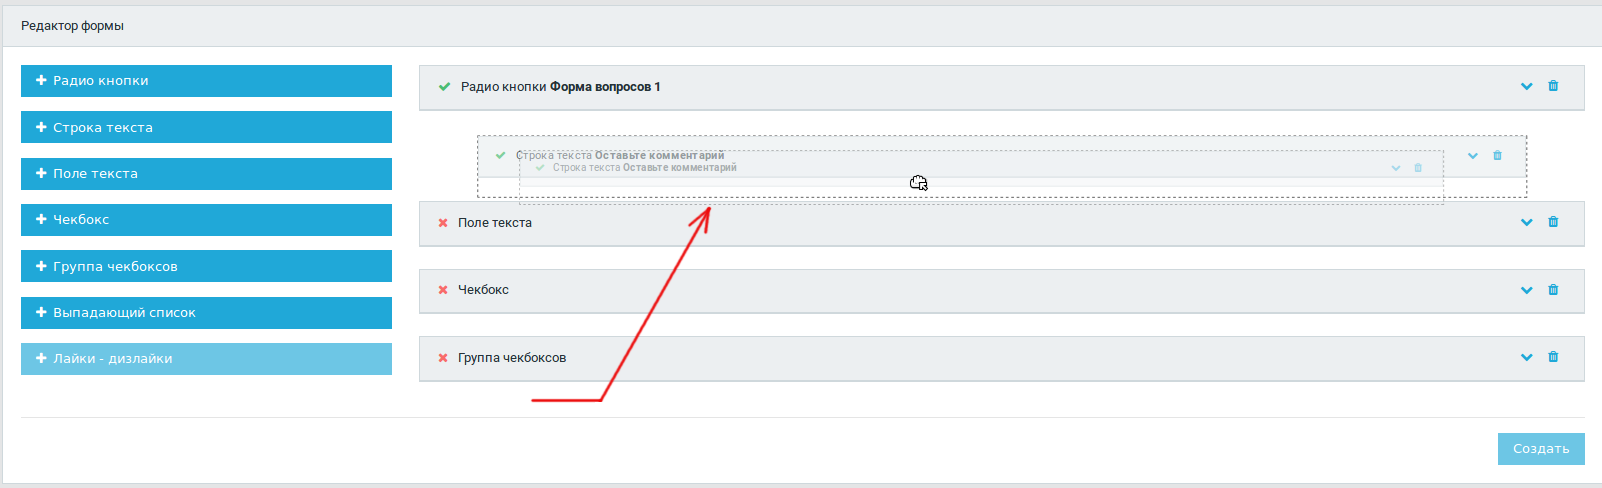 Редактор формы
Радио кнопки
Строка текста
Поле текста
Чекбокс
Группа чекбоксов
Выпадающий список
Лайки - дизлайки
Радио кнопки Форма вопросов 1
Строка текста Оставьте комментарий
Строка текста Оставьте комментарий
Поле текста
Чекбокс
Группа чекбоксов
Создать